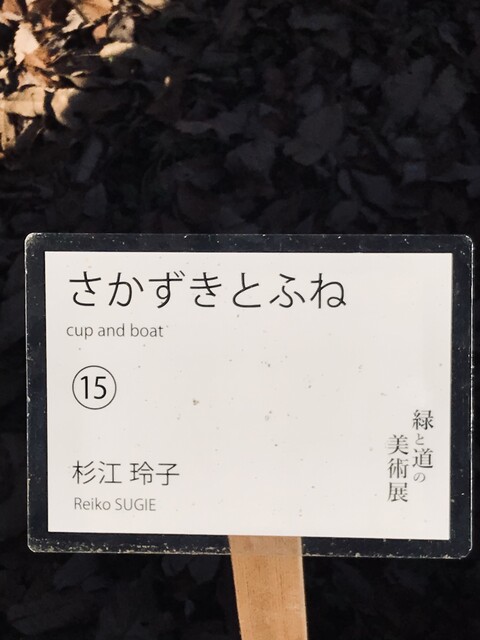 さかずきとふね
cup and boat
⑮
杉江 玲子
Reiko SUGIE
緑と道の
美術展